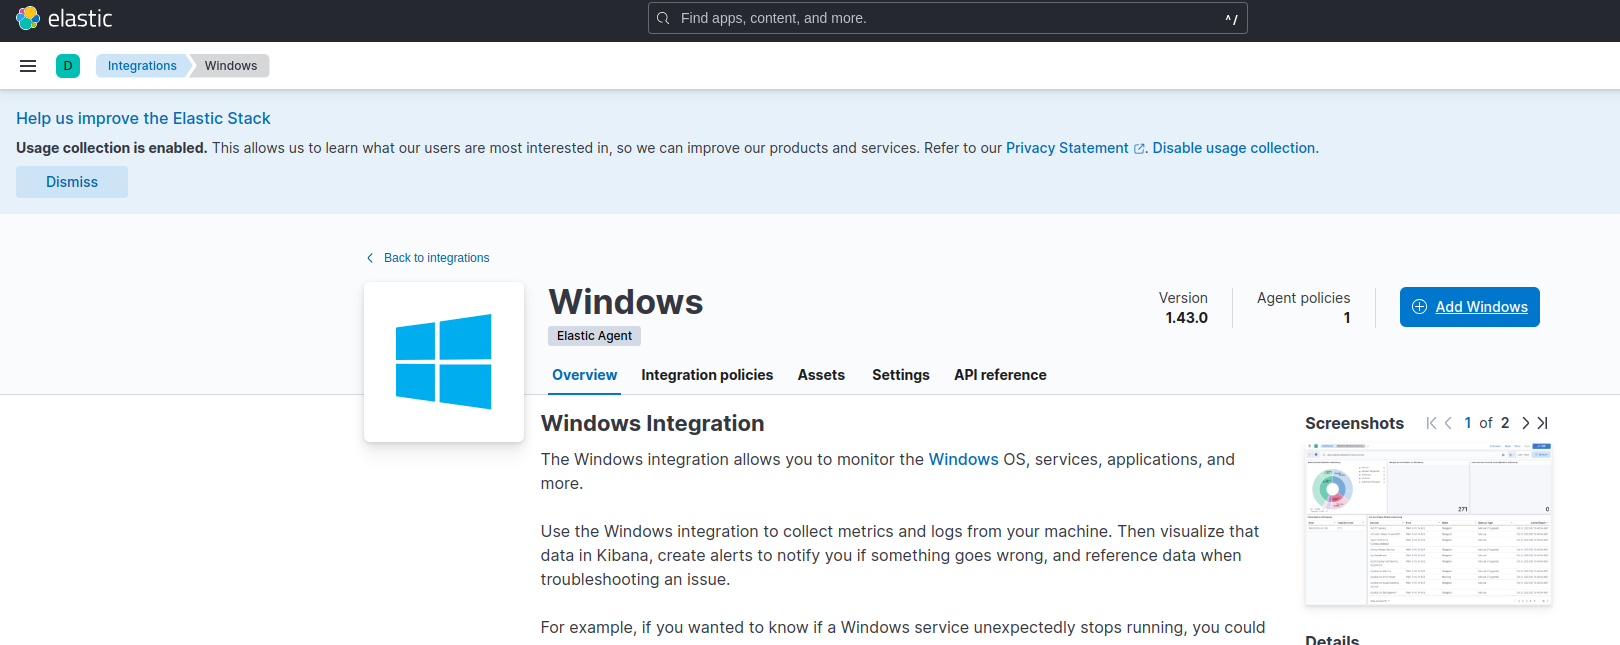 elastic
Find apps, content, and more.
^/
D
Integrations
Windows
Help us improve the Elastic Stack
Usage collection is enabled. This allows us to learn what our users are most interested in, so we can improve our products and services. Refer to our Privacy Statement. Disable usage collection.
Dismiss
Back to integrations
Windows
Elastic Agent
Version
1.43.0
Agent policies
1
Add Windows
Overview
Integration policies
Assets
Settings
API reference
Windows Integration
The Windows integration allows you to monitor the Windows OS, services, applications, and
more.
Use the Windows integration to collect metrics and logs from your machine. Then visualize that
data in Kibana, create alerts to notify you if something goes wrong, and reference data when
troubleshooting an issue.
For example, if you wanted to know if a Windows service unexpectedly stops running, you could
Screenshots
1 of 2
271
0
Details